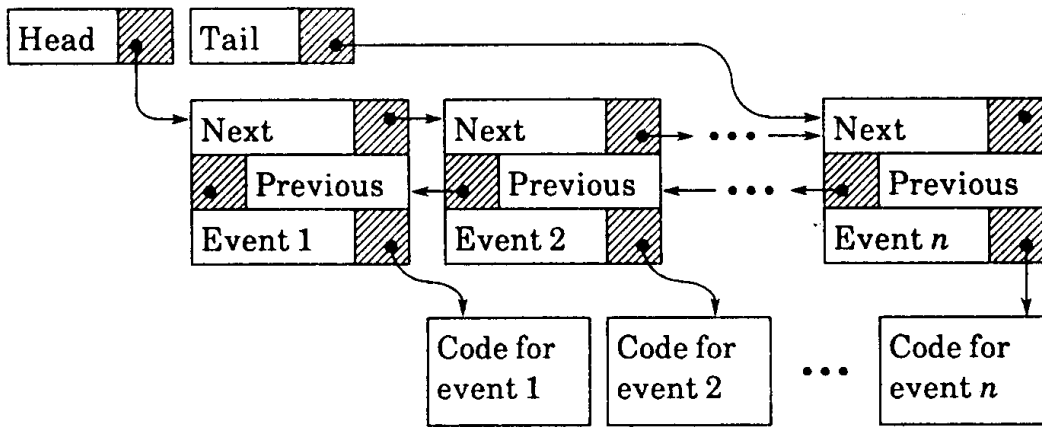 Head
Tail
Next
Next
Next
Previous
Previous
Previous
Event 1
Event 2
Event n
Code for
event 1
Code for
event 2
Code for
event n